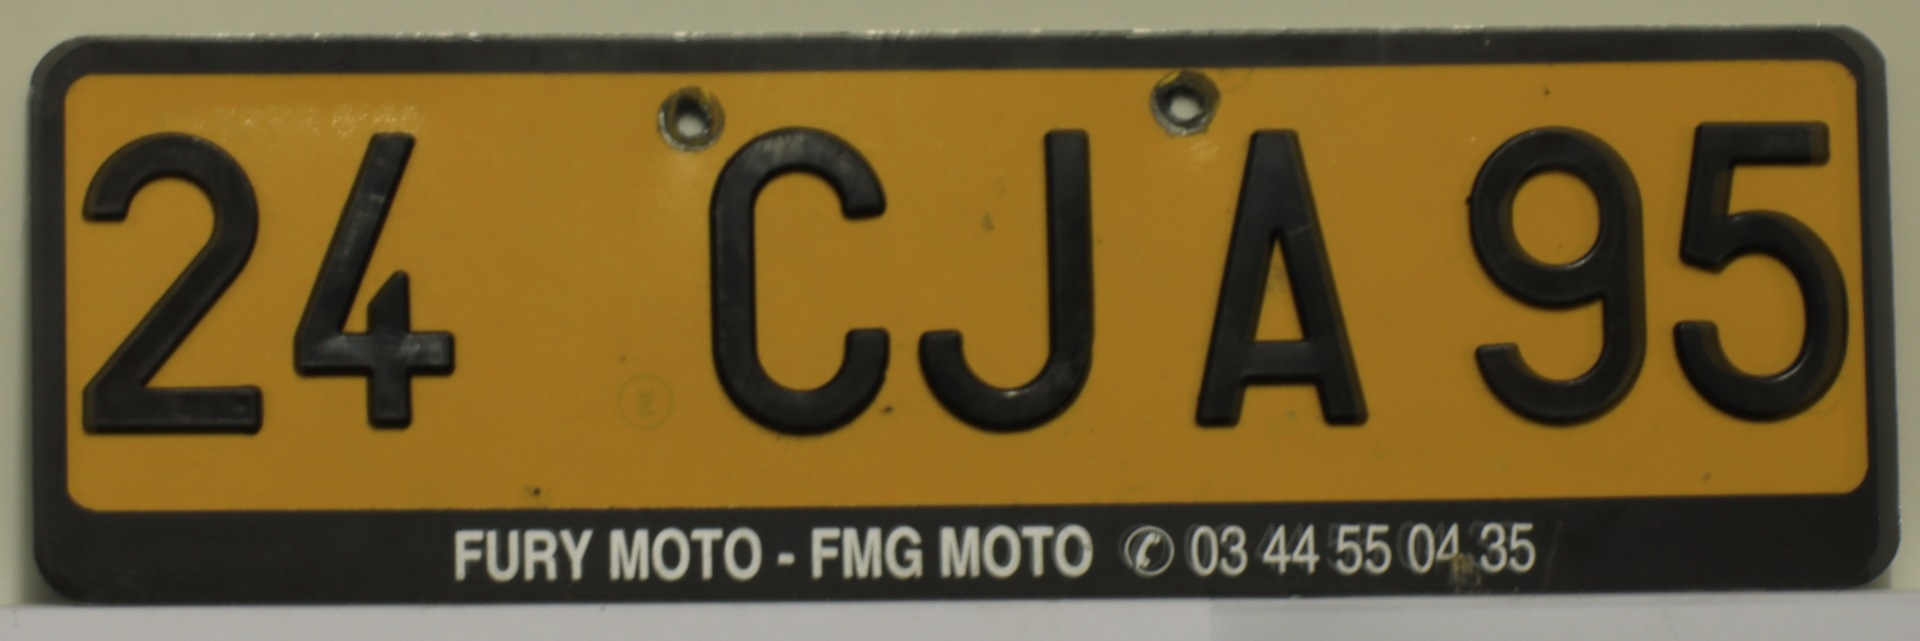 24 CJA 95
FURY MOTO - FMG MOTO ✆ 03 44 55 04 35